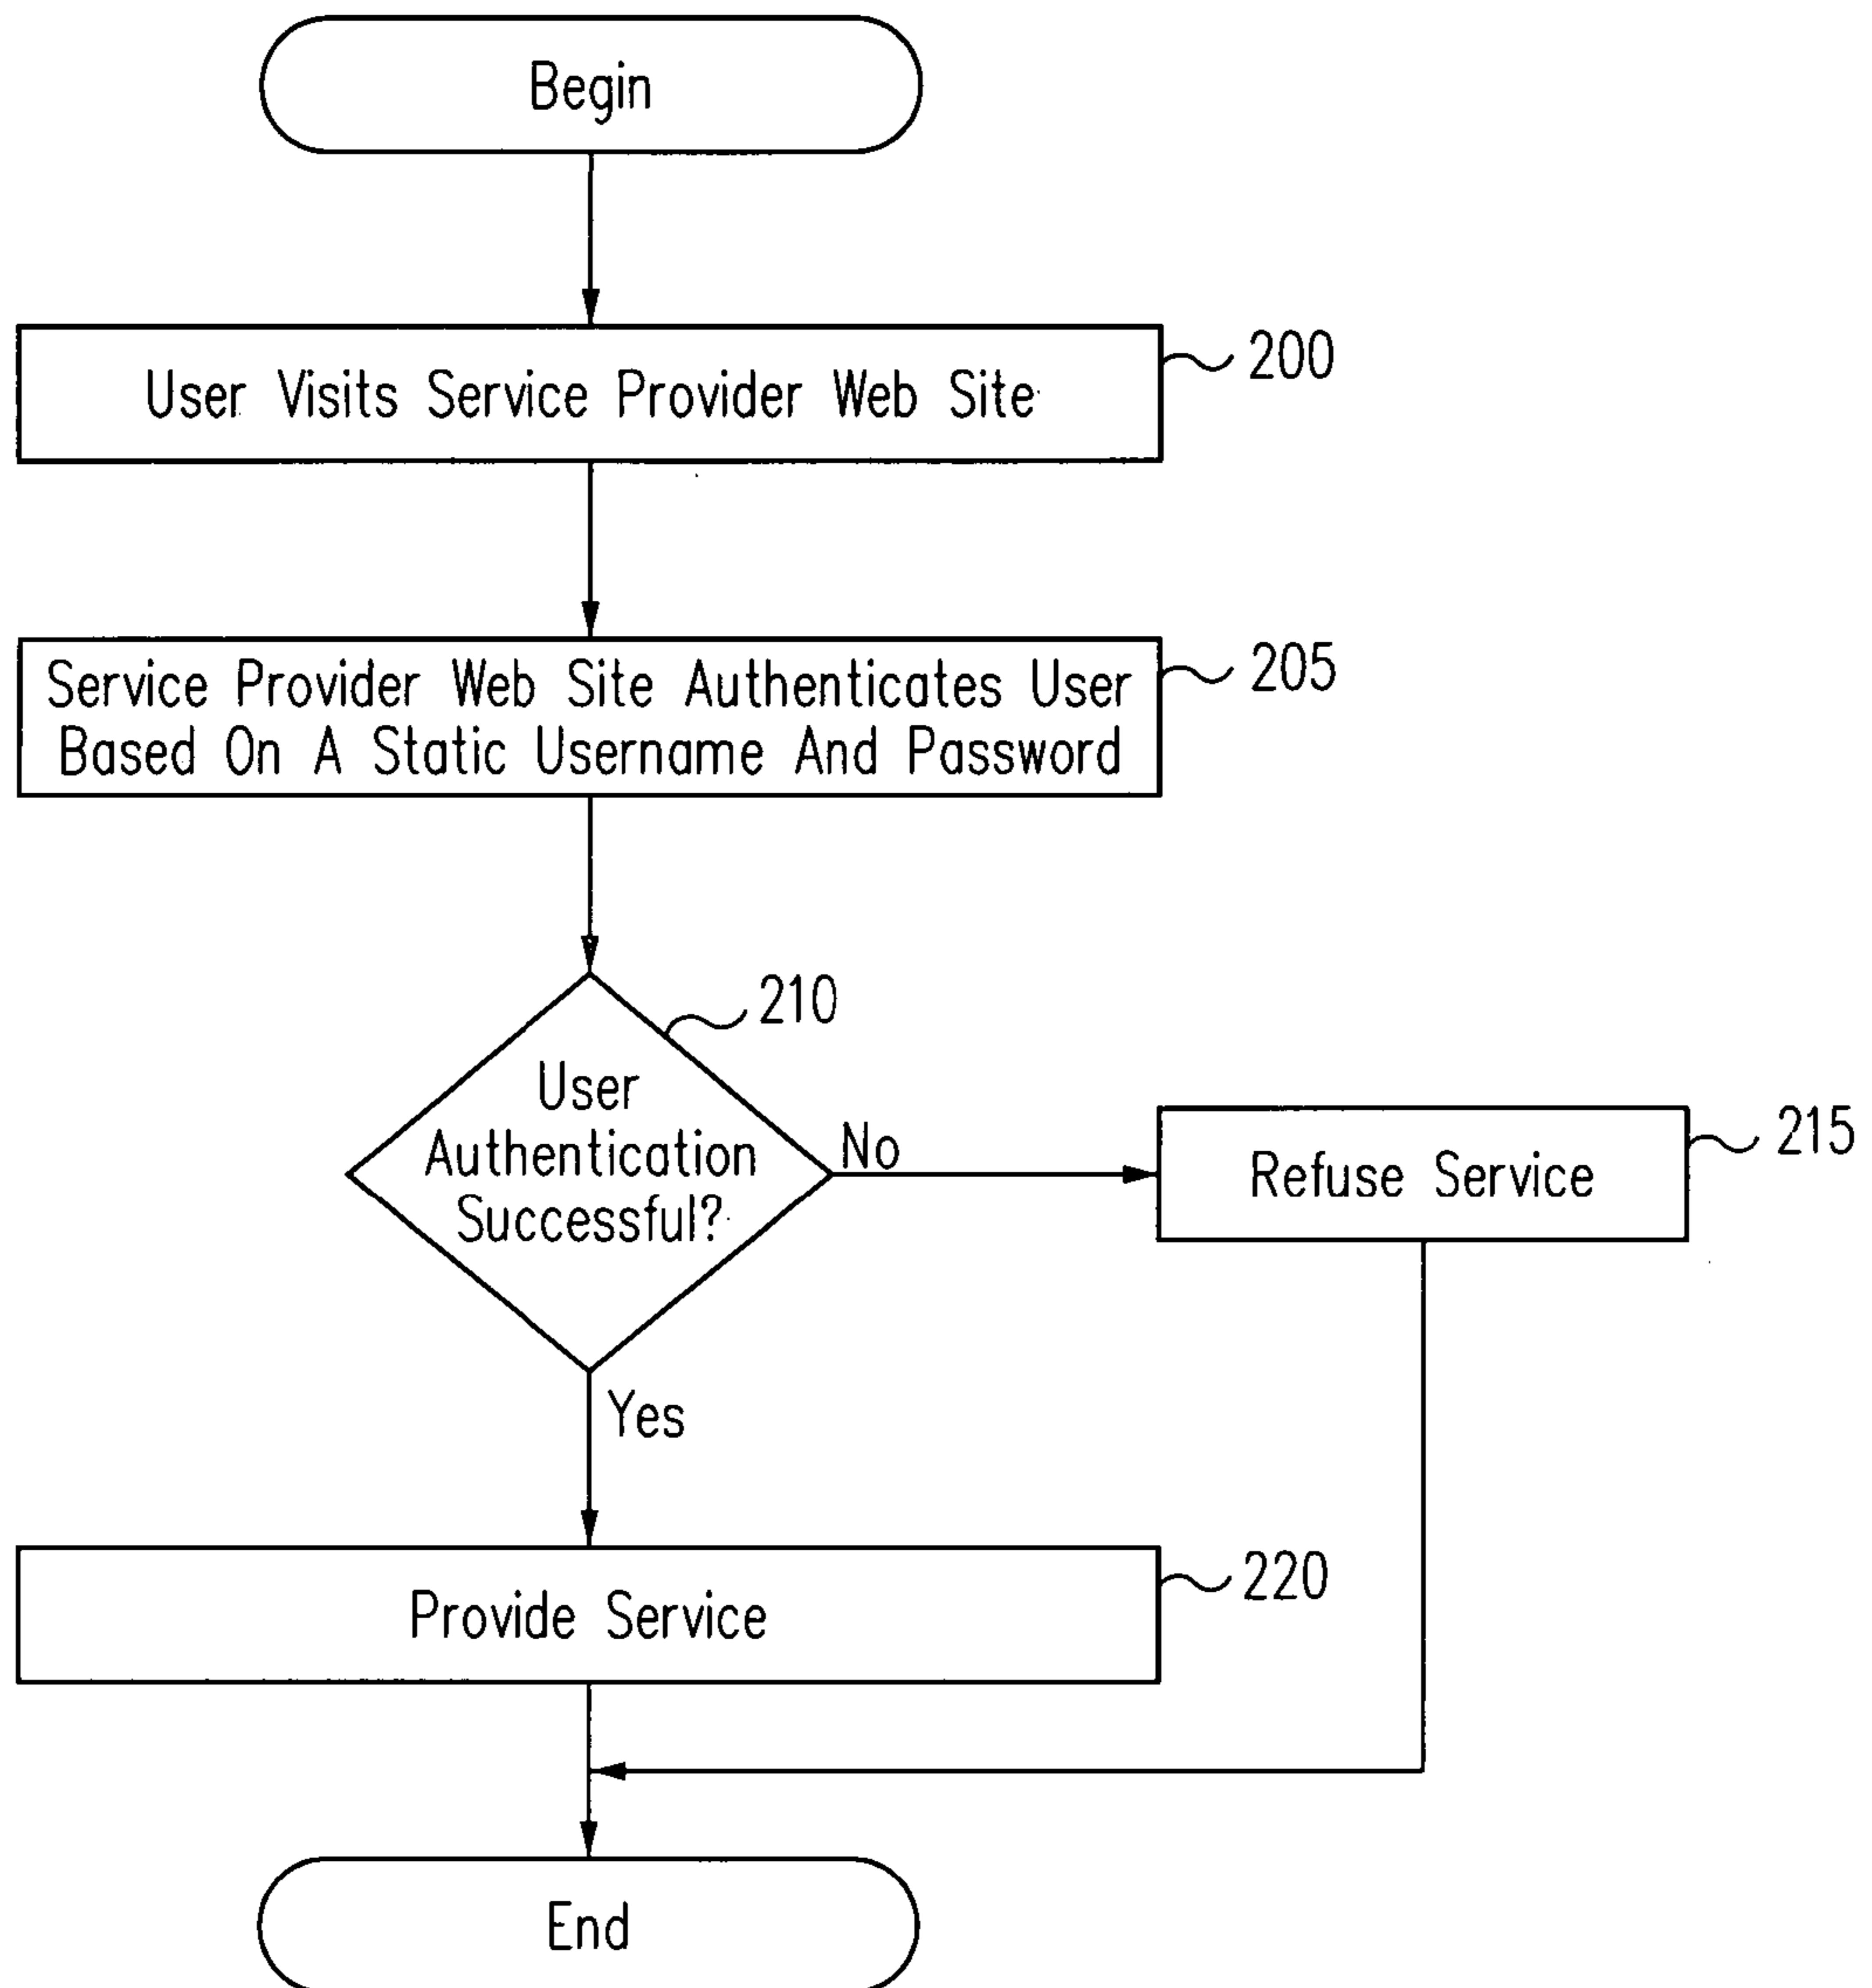 Begin
User Visits Service Provider Web Site
200
Service Provider Web Site Authenticates User
Based On A Static Username And Password
205
210
User
Authentication
Successful?
No
Refuse Service
215
Yes
Provide Service
220
End